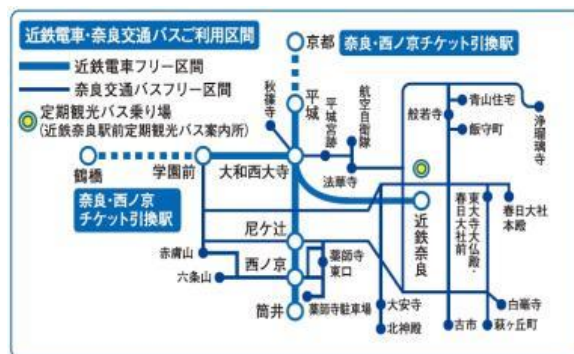 近鉄電車・奈良交通バスご利用区間
近鉄電車フリー区間
奈良交通バスフリー区間
定期観光バス乗り場
(近鉄奈良駅前定期観光バス案内所)
京都
奈良・西ノ京チケット引換駅
秋篠寺
平城
平城宮跡
航空自衛隊
法華寺
般若寺
青山住宅
飯守町
浄瑠璃寺
鶴橋
学園前
大和西大寺
奈良・西ノ京
チケット引換駅
近鉄奈良
東大寺大仏殿・
春日大社前
春日大社
本殿
尼ケ辻
赤膚山
西ノ京
六条山
薬師寺
東口
筒井
薬師寺駐車場
大安寺
北神殿
古市
白毫寺
萩ヶ丘町